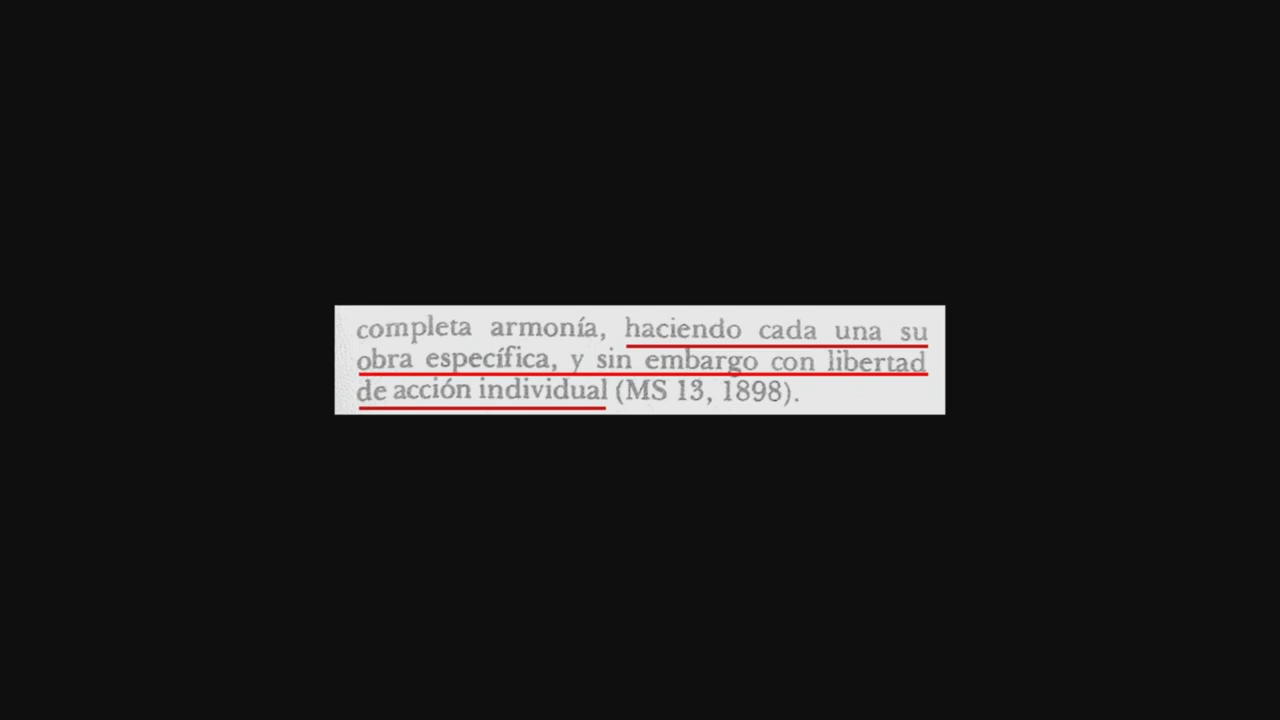 completa armonía, haciendo cada una su
obra específica, y sin embargo con libertad
de acción individual (MS 13, 1898).